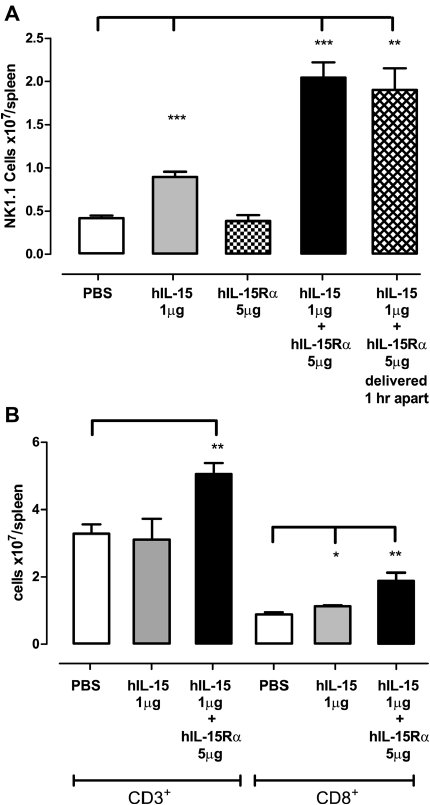 A
*** ***  **
***
2.5
2.0
1.5
1.0
0.5
0.0
NK1.1 Cells x10⁷/spleen
PBS
hIL-15
1μg
hIL-15Rα
5μg
hIL-15
1μg
+
hIL-15Rα
5μg
hIL-15
1μg
+
hIL-15Rα
5μg
delivered
1 hr apart
B
**
* **
6
4
2
0
cells x10⁷/spleen
PBS
hIL-15
1μg
hIL-15
1μg
+
hIL-15Rα
5μg
PBS
hIL-15
1μg
hIL-15
1μg
+
hIL-15Rα
5μg
CD3⁺
CD8⁺